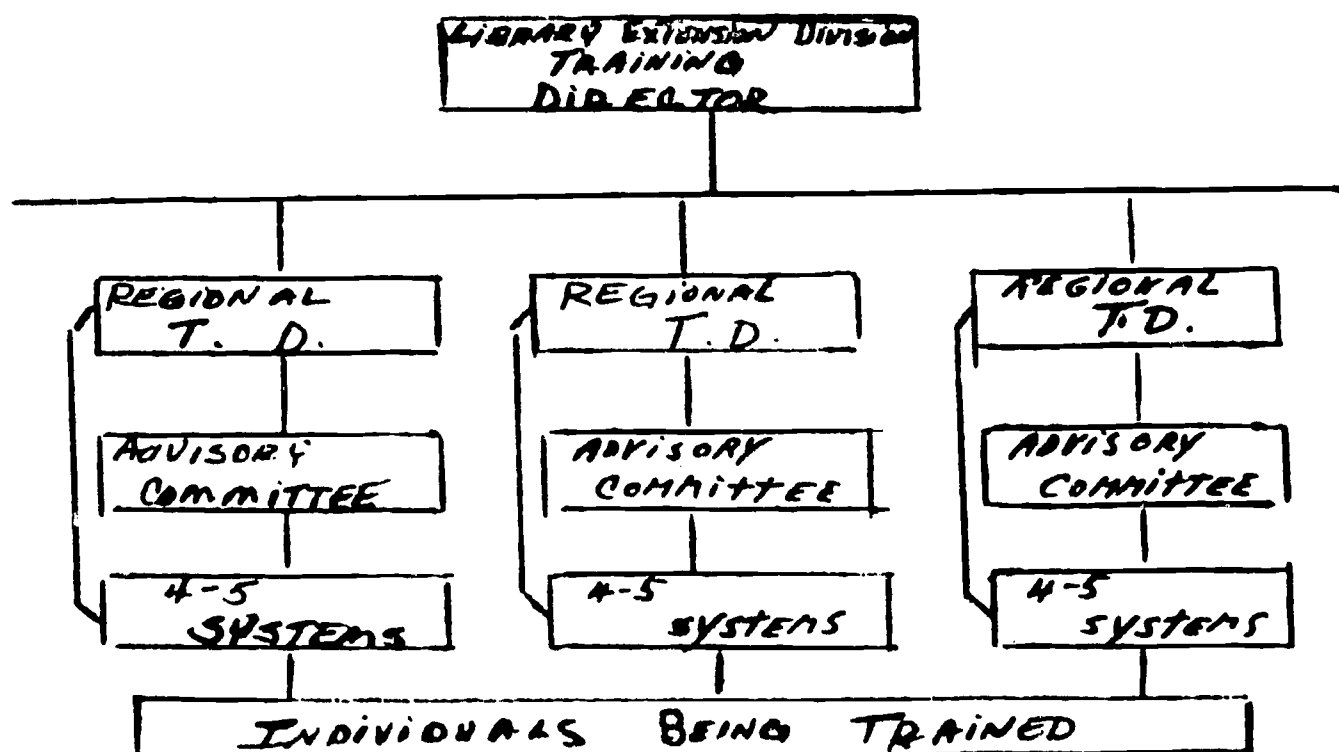 LIBRARY EXTENSION DIVISION
TRAINING
DIRECTOR
REGIONAL
T. D.
REGIONAL
T. D.
REGIONAL
T. D.
ADVISORY
COMMITTEE
ADVISORY
COMMITTEE
ADVISORY
COMMITTEE
4-5
SYSTEMS
4-5
SYSTEMS
4-5
SYSTEMS
INDIVIDUALS BEING TRAINED